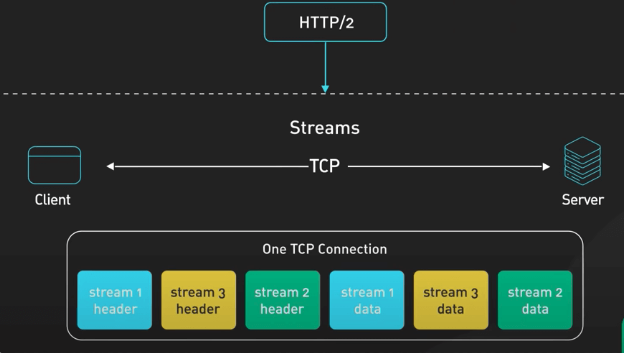 HTTP/2
Streams
TCP
Client
Server
One TCP Connection
stream 1
header
stream 3
header
stream 2
header
stream 1
data
stream 3
data
stream 2
data